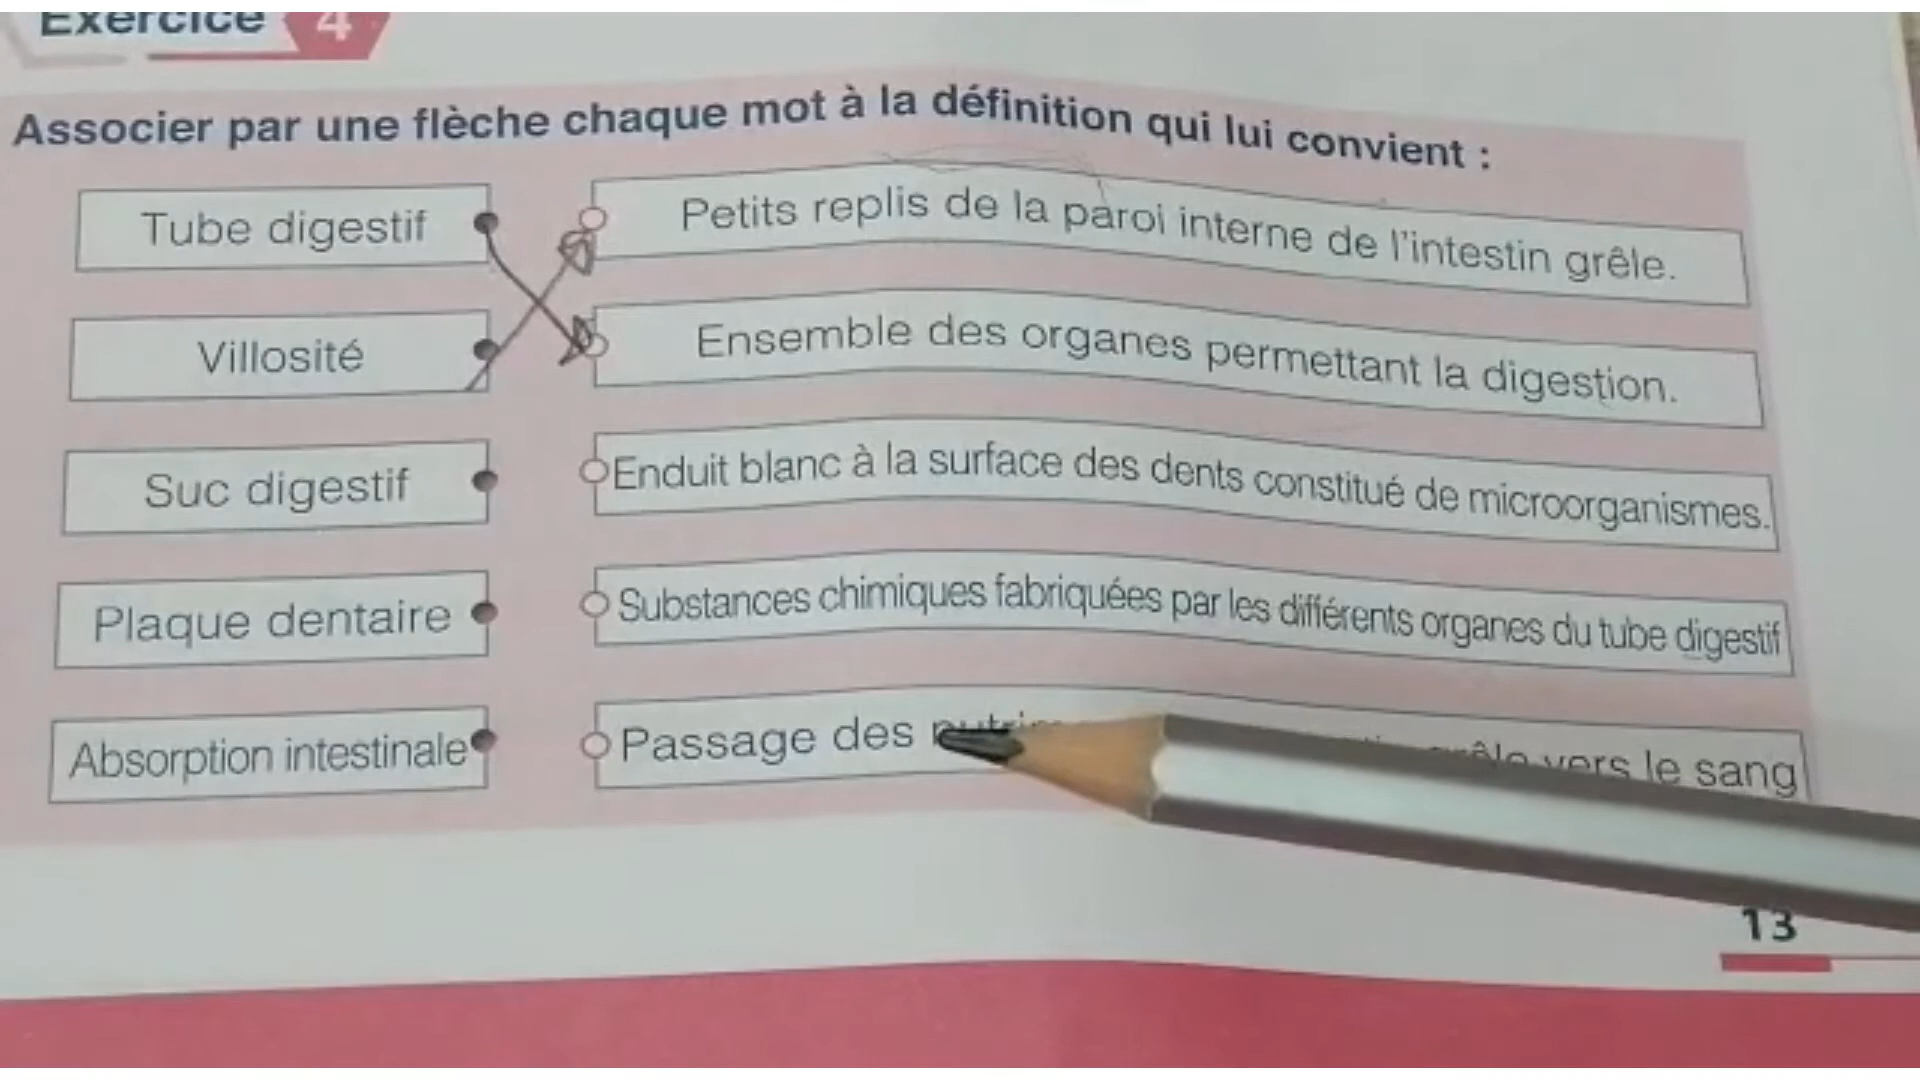 Exercice 4
Associer par une flèche chaque mot à la définition qui lui convient :
Tube digestif
Petits replis de la paroi interne de l'intestin grêle.
Villosité
Ensemble des organes permettant la digestion.
Suc digestif
Enduit blanc à la surface des dents constitué de microorganismes.
Plaque dentaire
Substances chimiques fabriquées par les différents organes du tube digestif
Absorption intestinale
Passage des vers le sang
13